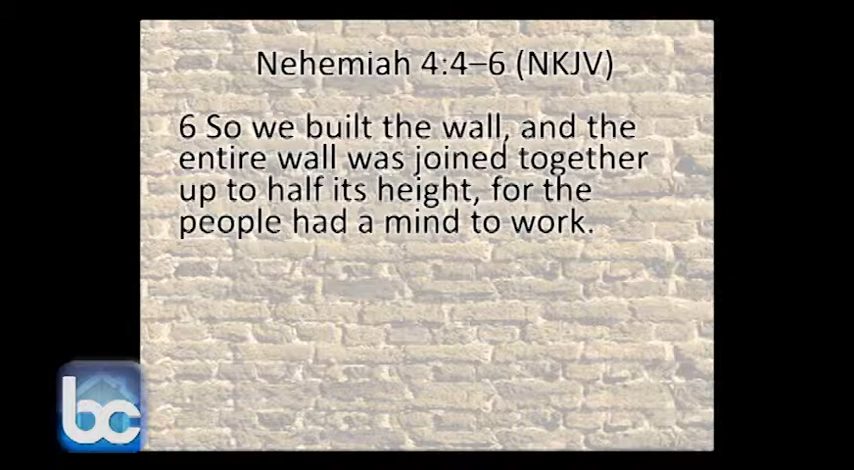 Nehemiah 4:4–6 (NKJV)
6 So we built the wall, and the
entire wall was joined together
up to half its height, for the
people had a mind to work.
bc